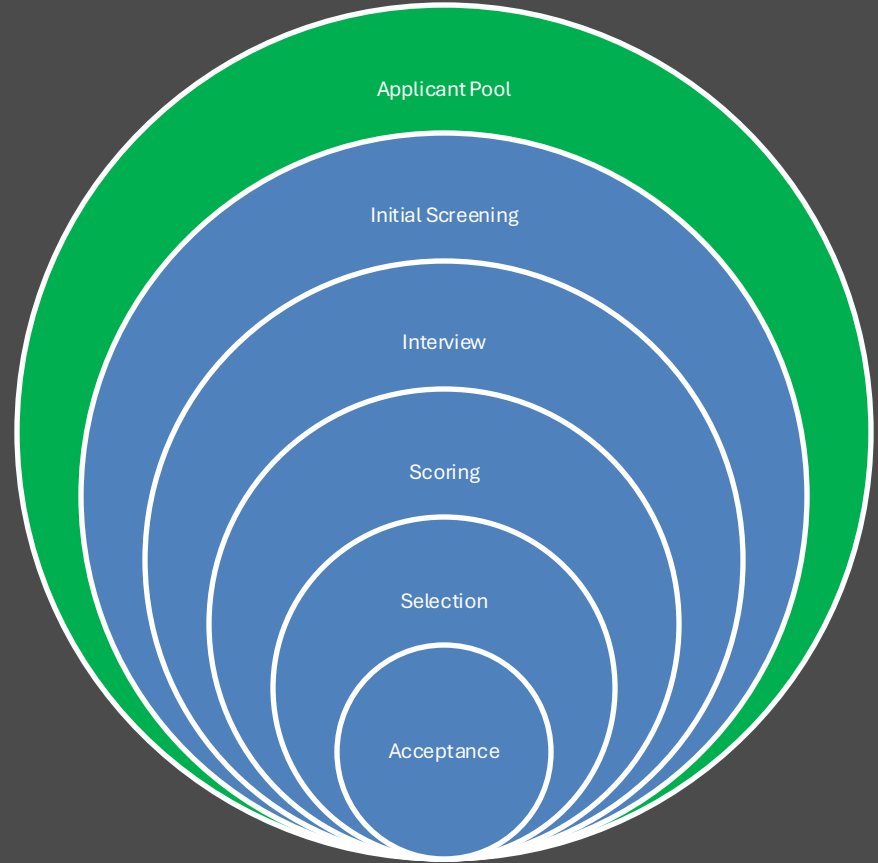 Applicant Pool
Initial Screening
Interview
Scoring
Selection
Acceptance